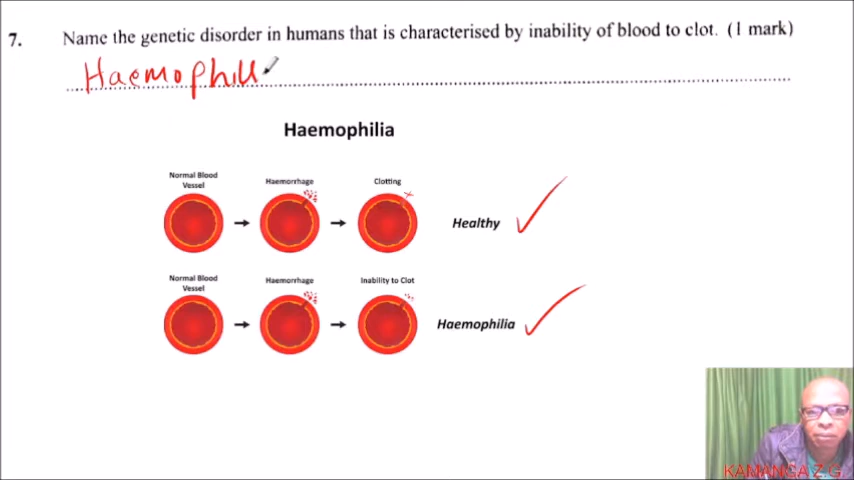 7. Name the genetic disorder in humans that is characterised by inability of blood to clot. (1 mark)
Haemophili
Haemophilia
Normal Blood
Vessel
Haemorrhage
Clotting
Healthy
Normal Blood
Vessel
Haemorrhage
Inability to Clot
Haemophilia
KAMANGA Z.G.